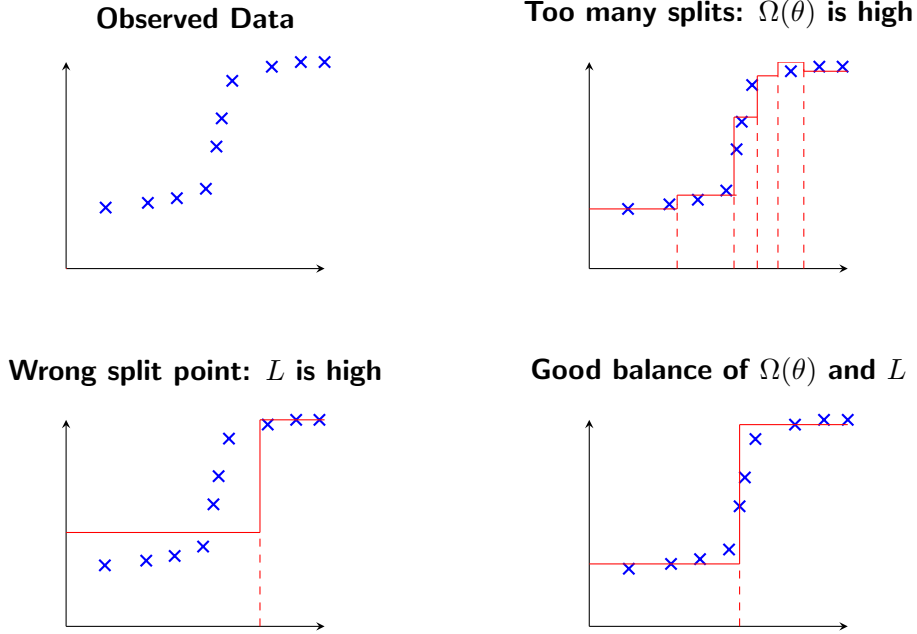 Observed Data
Too many splits: Ω(θ) is high
Wrong split point: L is high
Good balance of Ω(θ) and L